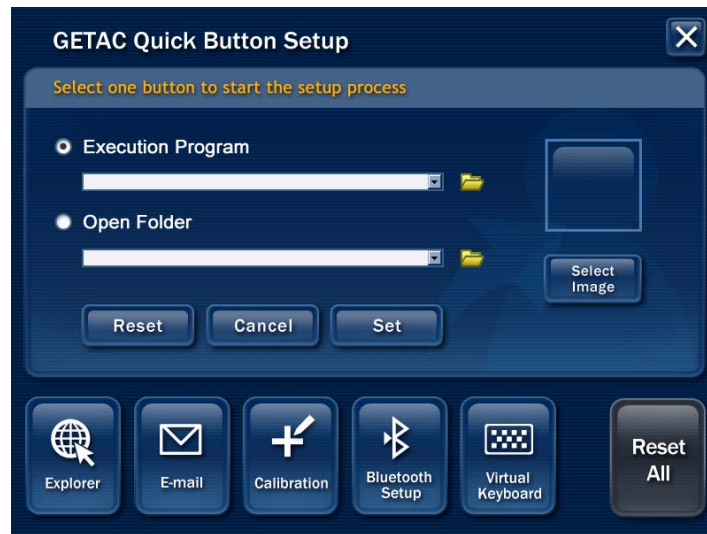 GETAC Quick Button Setup
Select one button to start the setup process
Execution Program
Open Folder
Select
Image
Reset
Cancel
Set
Explorer
E-mail
Calibration
Bluetooth
Setup
Virtual
Keyboard
Reset
All